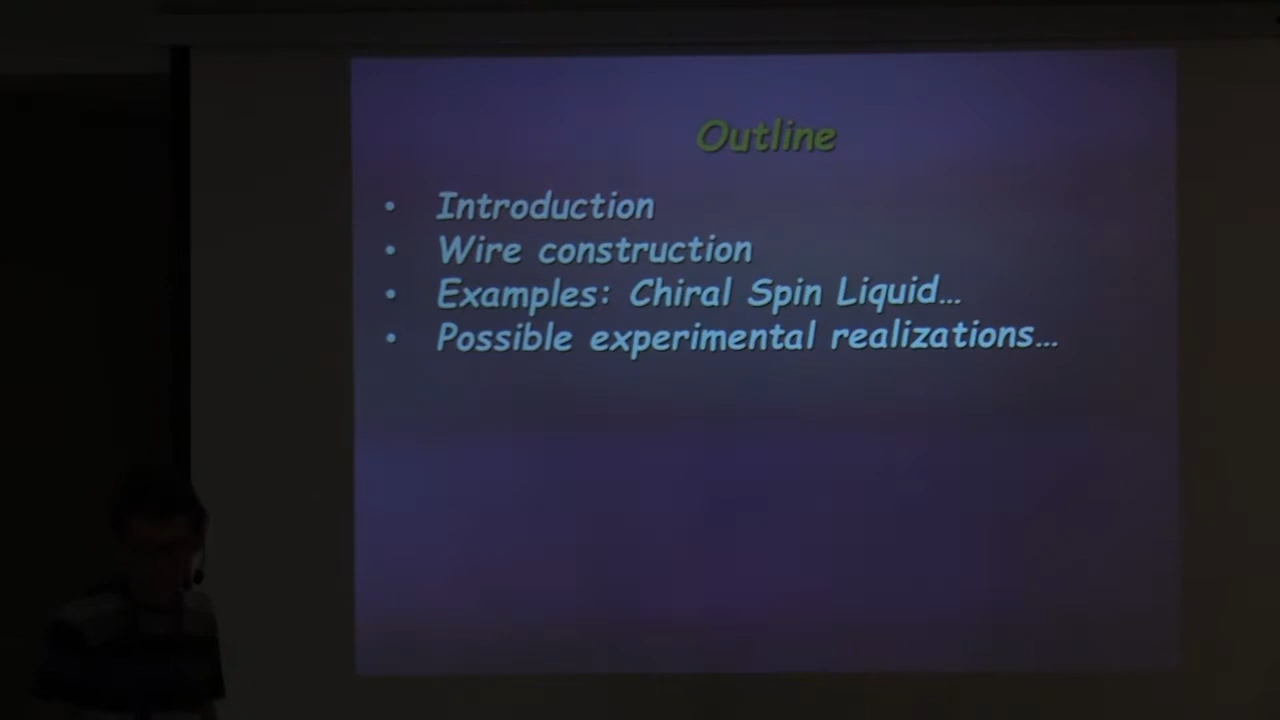 Outline
• Introduction
• Wire construction
• Examples: Chiral Spin Liquid…
• Possible experimental realizations…